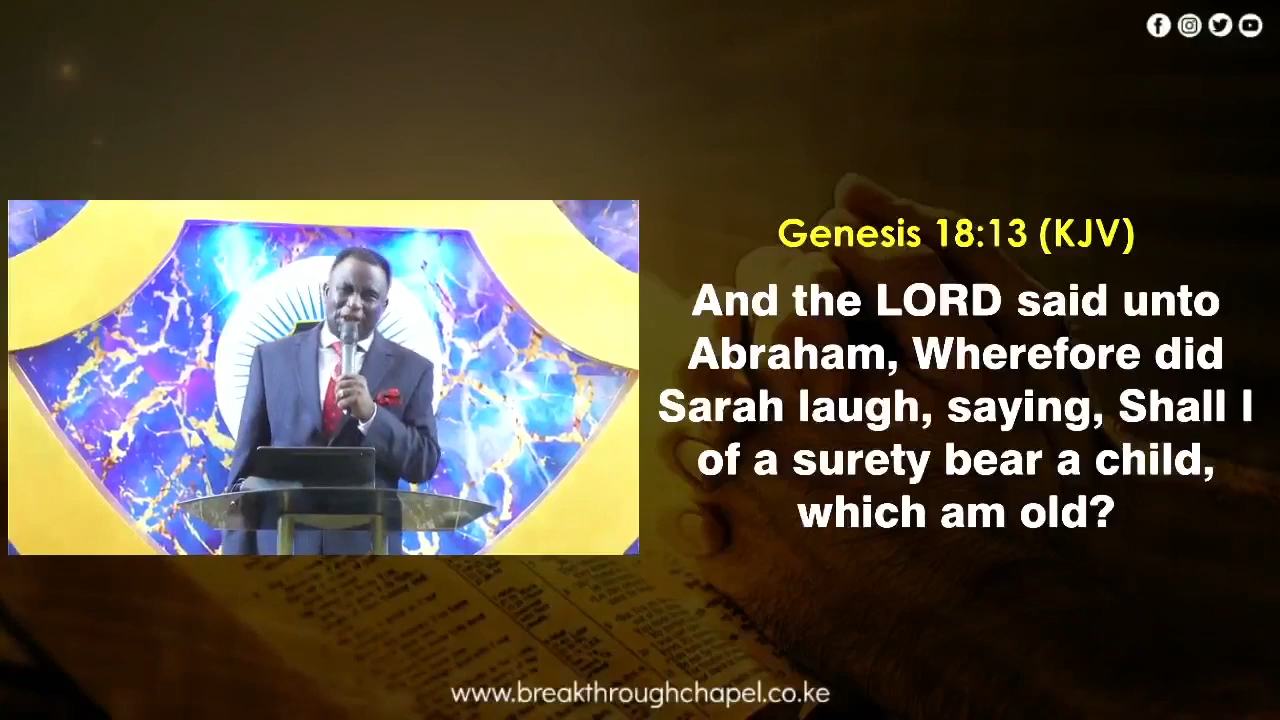 Genesis 18:13 (KJV)
And the LORD said unto
Abraham, Wherefore did
Sarah laugh, saying, Shall I
of a surety bear a child,
which am old?
www.breakthroughchapel.co.ke